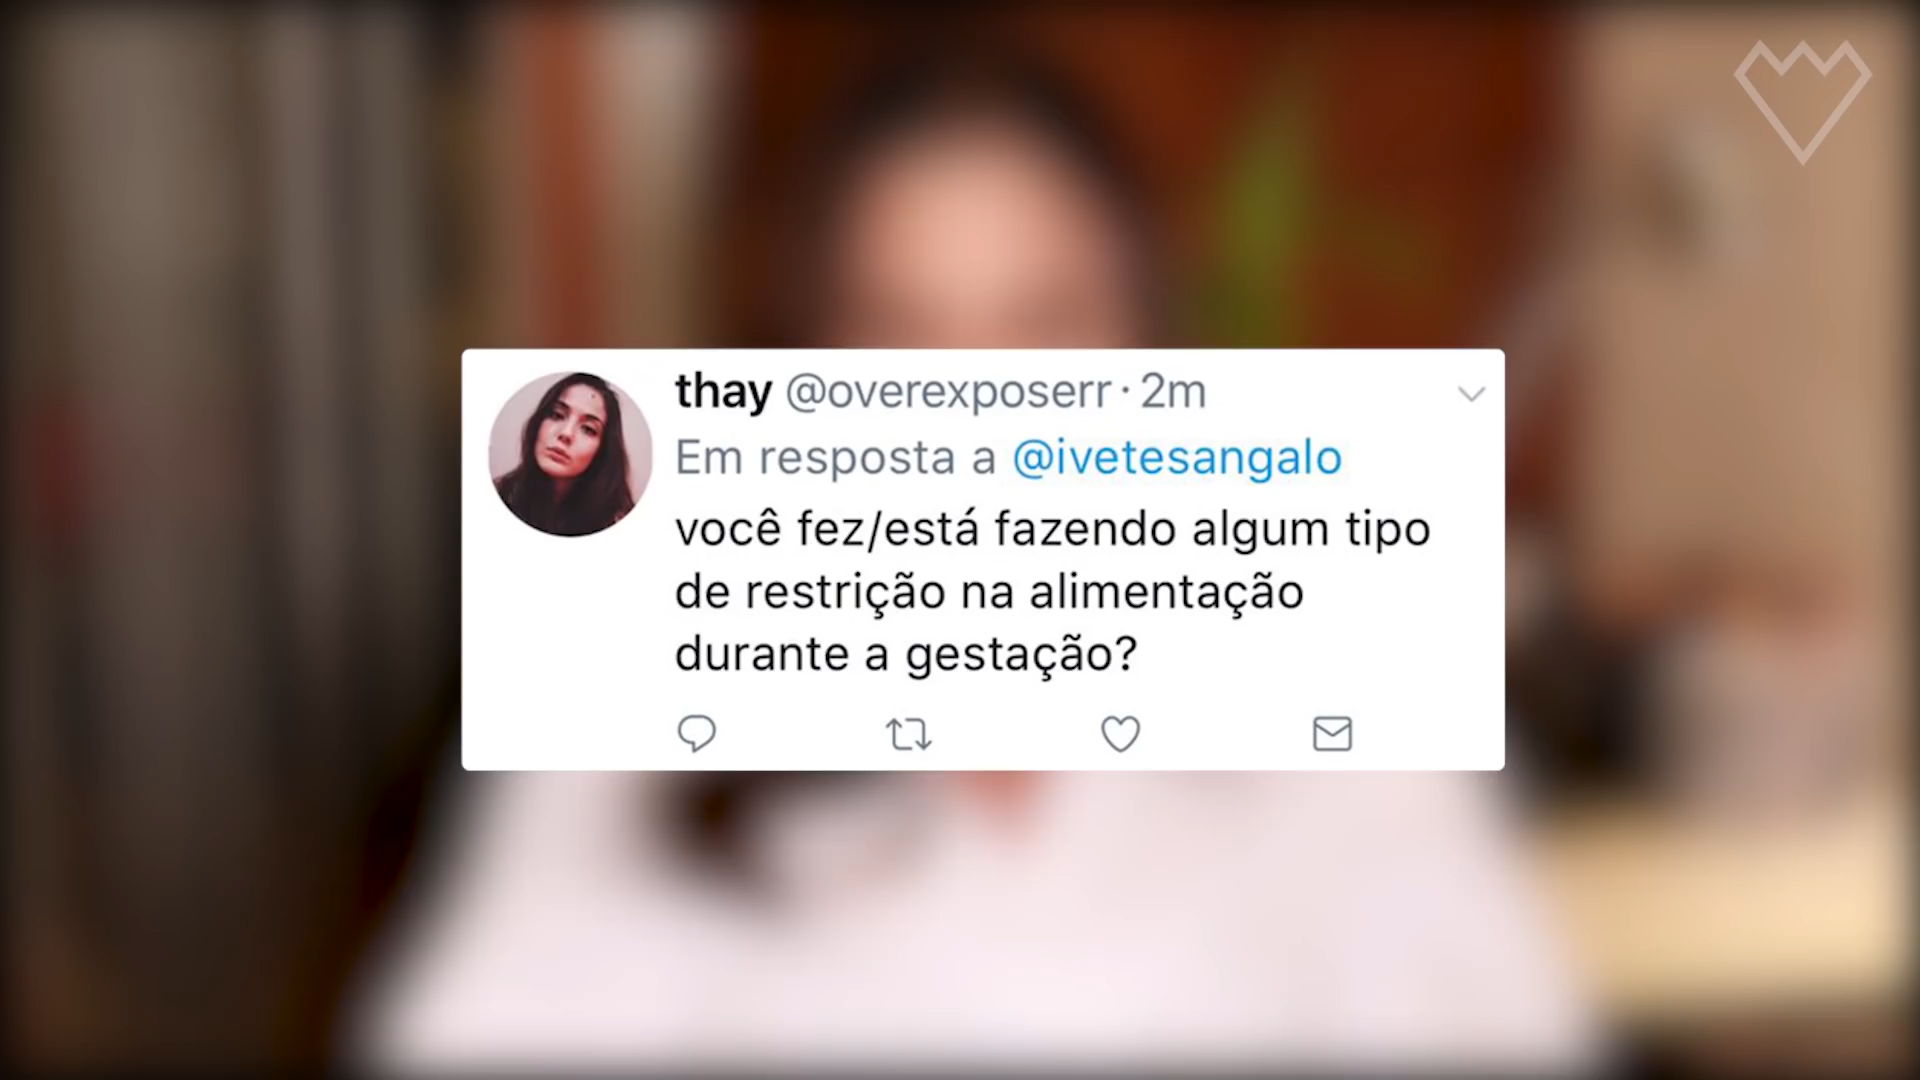 thay @overexposerr · 2m
Em resposta a @ivetesangalo
você fez/está fazendo algum tipo
de restrição na alimentação
durante a gestação?